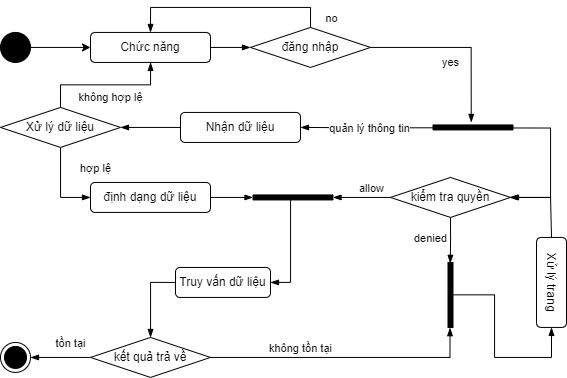 no
Chức năng
đăng nhập
yes
không hợp lệ
Xử lý dữ liệu
Nhận dữ liệu
quản lý thông tin
hợp lệ
allow
kiểm tra quyền
định dạng dữ liệu
denied
Xử lý trang
Truy vấn dữ liệu
tồn tại
kết quả trả về
không tồn tại